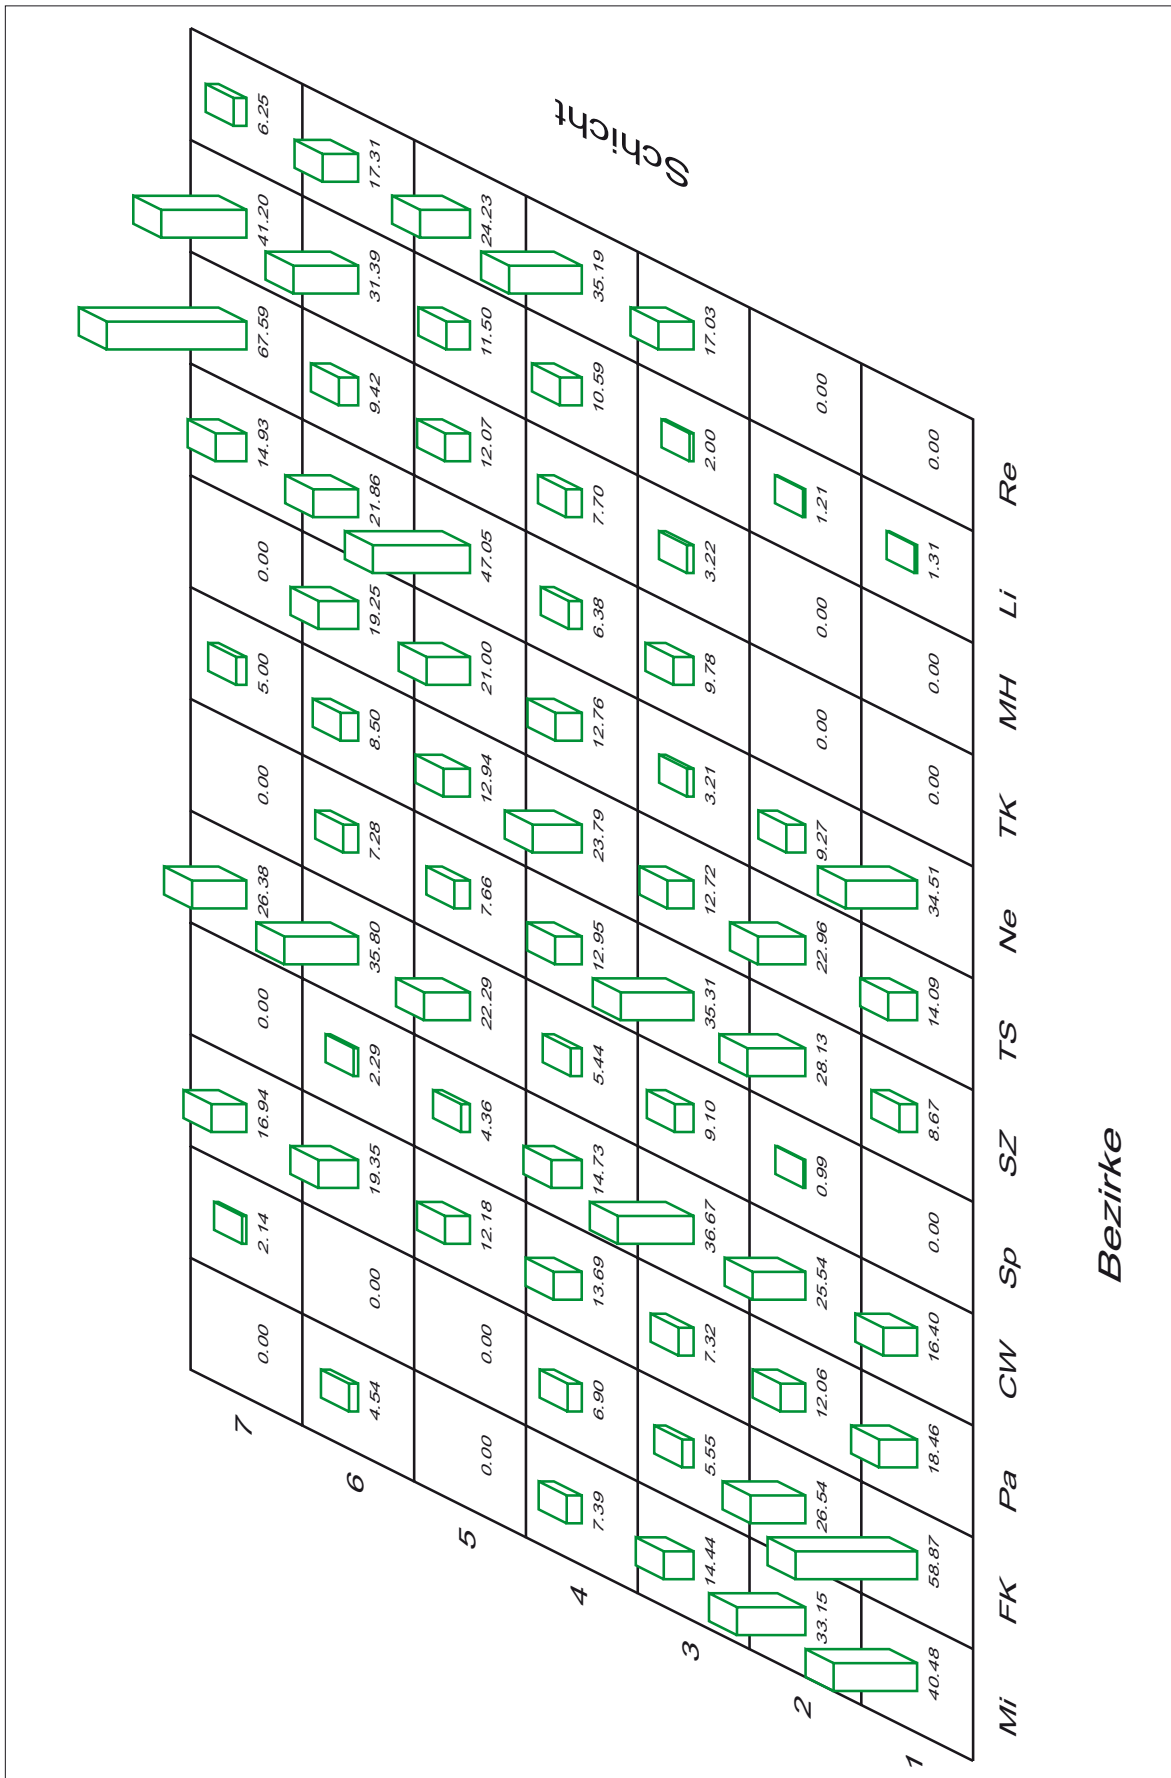 7 0.00 2.14 16.94 0.00 26.38 0.00 5.00 0.00 14.93 67.59 41.20 6.25
6 4.54 0.00 19.35 2.29 35.80 7.28 8.50 19.25 21.86 9.42 31.39 17.31
5 0.00 0.00 12.18 4.36 22.29 7.66 12.94 21.00 47.05 12.07 11.50 24.23
4 7.39 6.90 13.69 14.73 5.44 12.95 23.79 12.76 6.38 7.70 10.59 35.19
3 14.44 5.55 7.32 36.67 9.10 35.31 12.72 3.21 9.78 3.22 2.00 17.03
2 33.15 26.54 12.06 25.54 0.99 28.13 22.96 9.27 0.00 0.00 1.21 0.00
1 40.48 58.87 18.46 16.40 0.00 8.67 14.09 34.51 0.00 0.00 1.31 0.00
Schicht
Mi FK Pa CW Sp SZ TS Ne TK MH Li Re
Bezirke